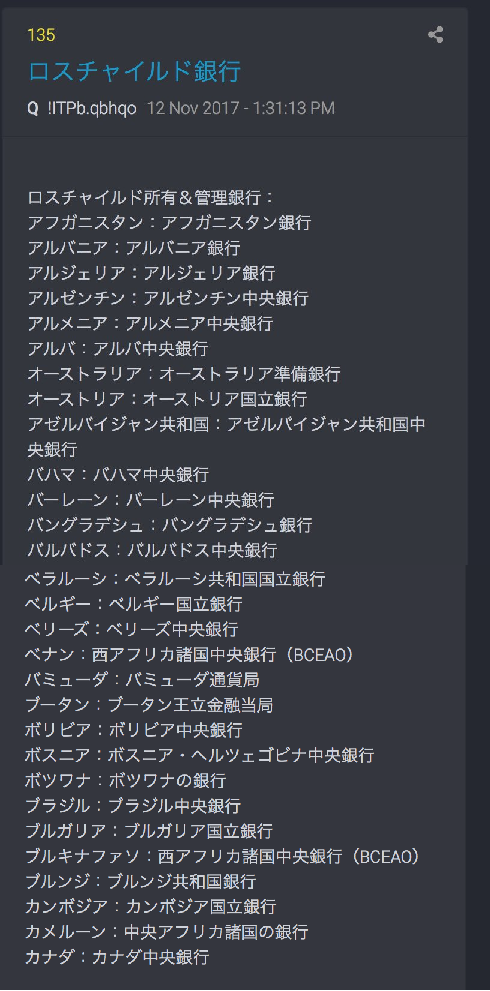 135
ロスチャイルド銀行
Q !ITPb.qbhqo 12 Nov 2017 - 1:31:13 PM
ロスチャイルド所有＆管理銀行：
アフガニスタン：アフガニスタン銀行
アルバニア：アルバニア銀行
アルジェリア：アルジェリア銀行
アルゼンチン：アルゼンチン中央銀行
アルメニア：アルメニア中央銀行
アルバ：アルバ中央銀行
オーストラリア：オーストラリア準備銀行
オーストリア：オーストリア国立銀行
アゼルバイジャン共和国：アゼルバイジャン共和国中
央銀行
バハマ：バハマ中央銀行
バーレーン：バーレーン中央銀行
バングラデシュ：バングラデシュ銀行
バルバドス：バルバドス中央銀行
ベラルーシ：ベラルーシ共和国国立銀行
ベルギー：ベルギー国立銀行
ベリーズ：ベリーズ中央銀行
ベナン：西アフリカ諸国中央銀行（BCEAO）
バミューダ：バミューダ通貨局
ブータン：ブータン王立金融当局
ボリビア：ボリビア中央銀行
ボスニア：ボスニア・ヘルツェゴビナ中央銀行
ボツワナ：ボツワナの銀行
ブラジル：ブラジル中央銀行
ブルガリア：ブルガリア国立銀行
ブルキナファソ：西アフリカ諸国中央銀行（BCEAO）
ブルンジ：ブルンジ共和国銀行
カンボジア：カンボジア国立銀行
カメルーン：中央アフリカ諸国の銀行
カナダ：カナダ中央銀行